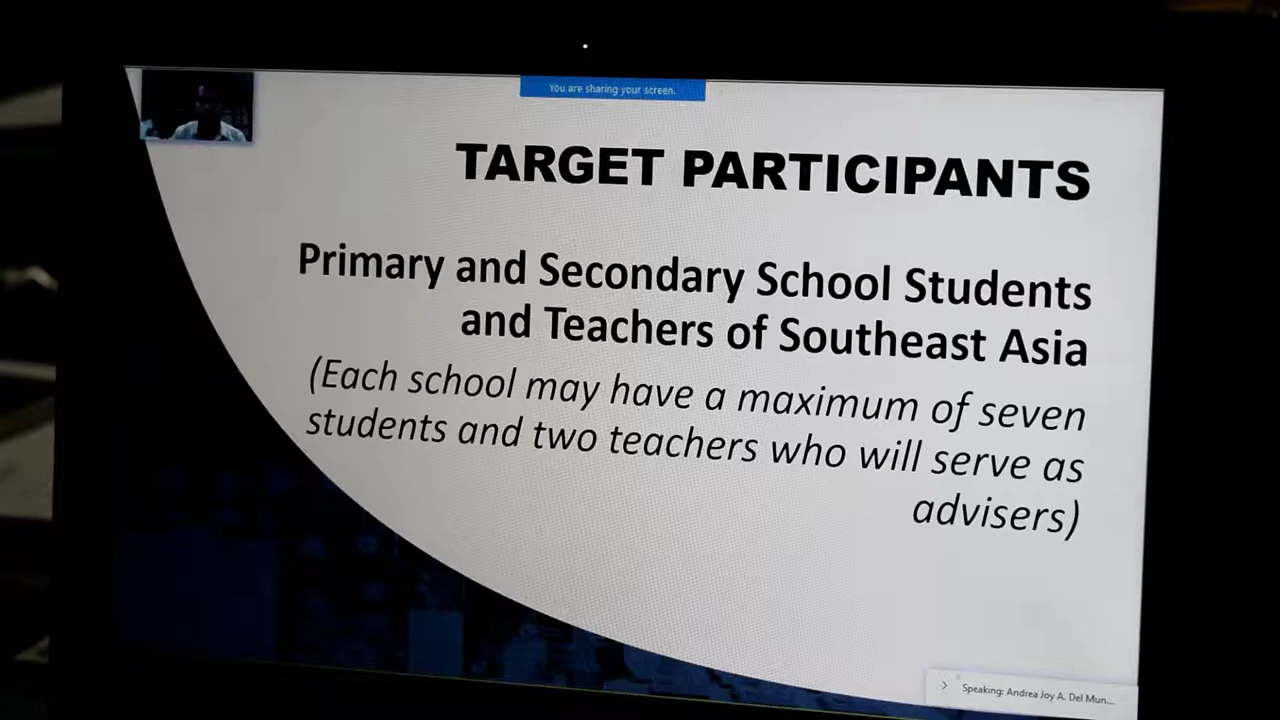 You are sharing your screen.
TARGET PARTICIPANTS
Primary and Secondary School Students
and Teachers of Southeast Asia
(Each school may have a maximum of seven
students and two teachers who will serve as
advisers)
Speaking: Andrea Joy A. Del Mun...